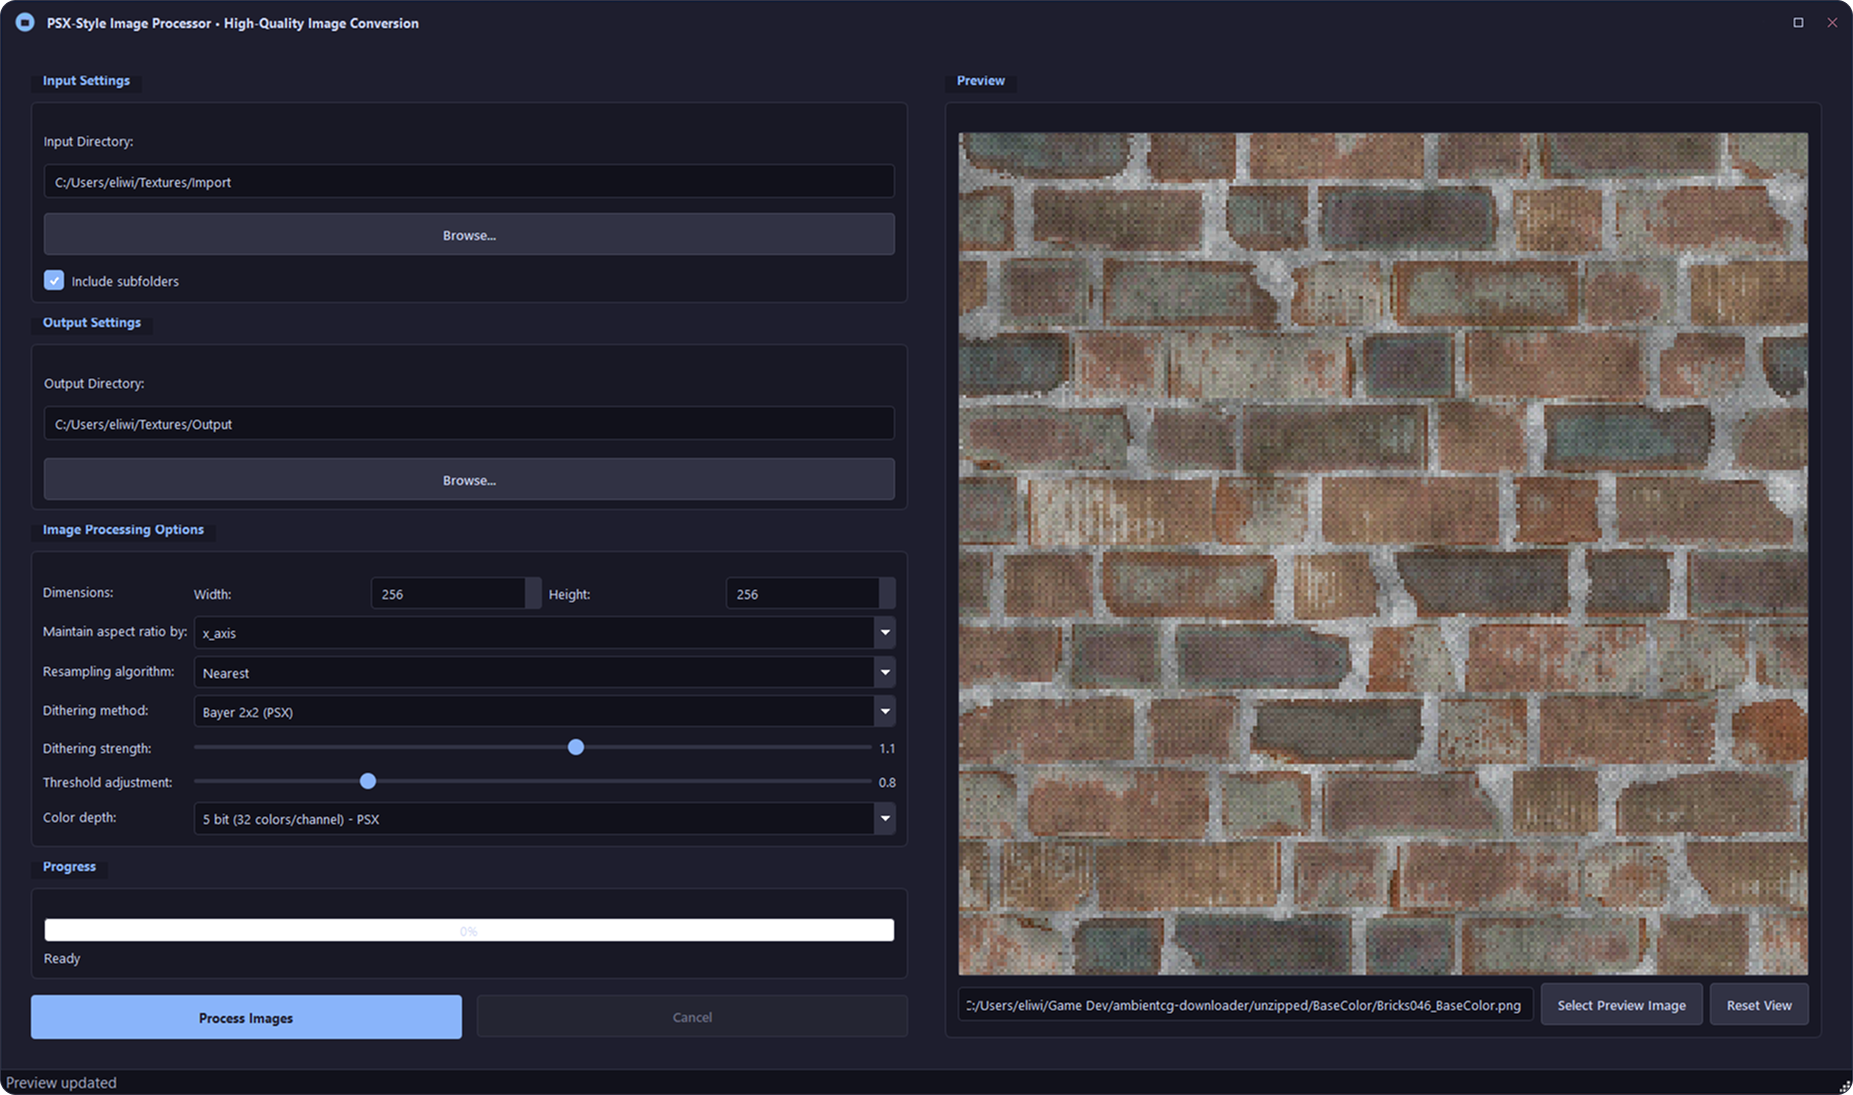 PSX-Style Image Processor • High-Quality Image Conversion
Input Settings
Input Directory:
C:/Users/eliwi/Textures/Import
Browse...
Include subfolders
Output Settings
Output Directory:
C:/Users/eliwi/Textures/Output
Browse...
Image Processing Options
Dimensions: Width: 256 Height: 256
Maintain aspect ratio by: x_axis
Resampling algorithm: Nearest
Dithering method: Bayer 2x2 (PSX)
Dithering strength: 1.1
Threshold adjustment: 0.8
Color depth: 5 bit (32 colors/channel) - PSX
Progress
0%
Ready
Process Images Cancel
Preview
:/Users/eliwi/Game Dev/ambientcg-downloader/unzipped/BaseColor/Bricks046_BaseColor.png Select Preview Image Reset View
Preview updated